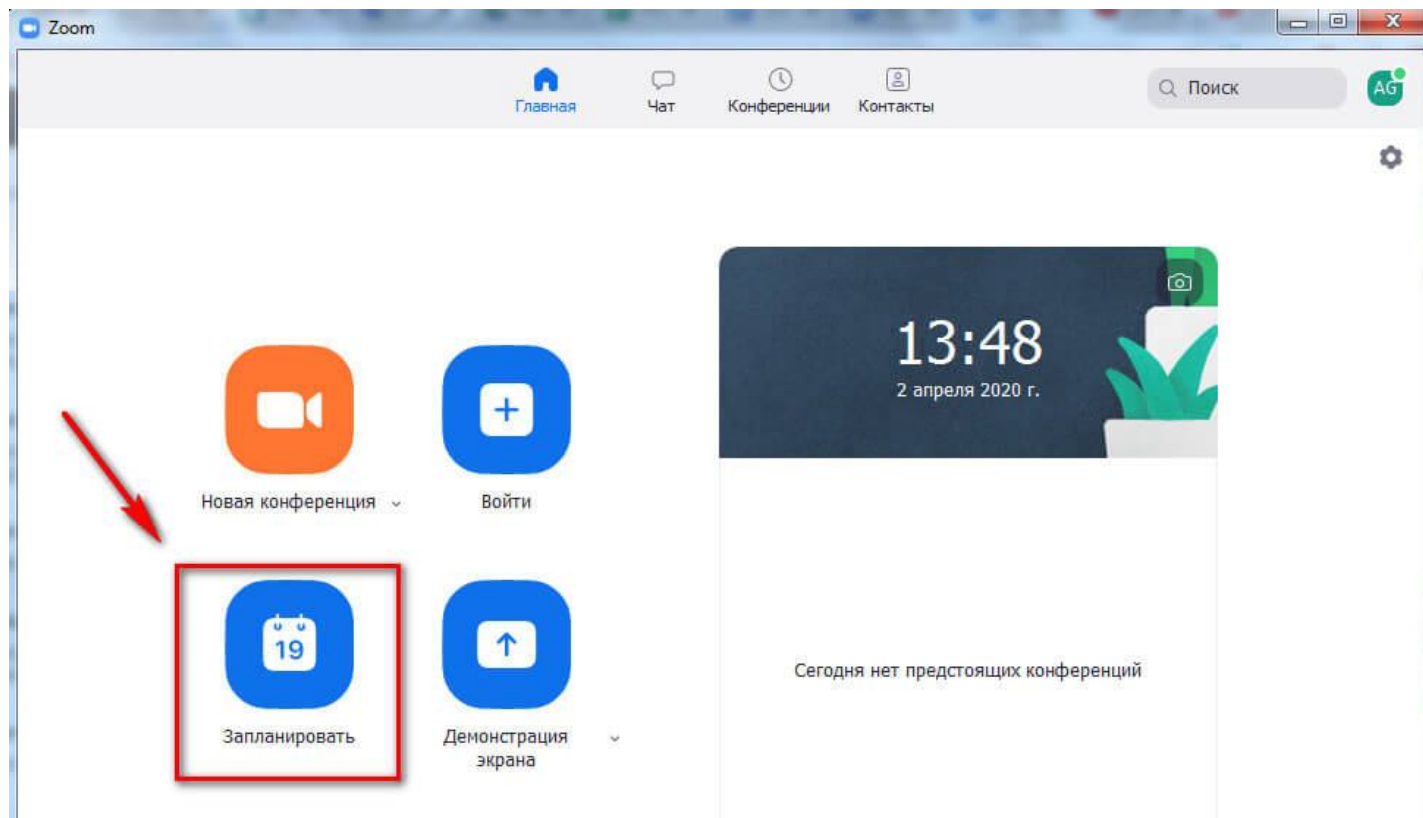 Zoom
Главная
Чат
Конференции
Контакты
Поиск
AG
13:48
2 апреля 2020 г.
Новая конференция
Войти
19
Запланировать
Демонстрация
экрана
Сегодня нет предстоящих конференций